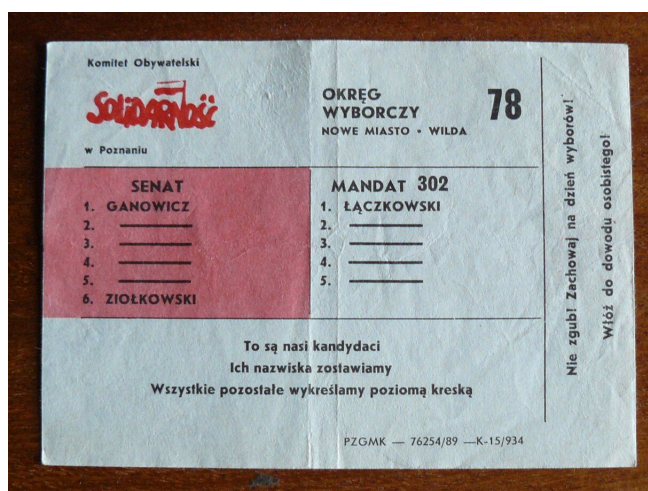 Komitet Obywatelski
SOLIDARNOŚĆ
w Poznaniu
OKRĘG
WYBORCZY 78
NOWE MIASTO • WILDA
SENAT
1. GANOWICZ
2. ———
3. ———
4. ———
5. ———
6. ZIOŁKOWSKI
MANDAT 302
1. ŁĄCZKOWSKI
2. ———
3. ———
4. ———
5. ———
To są nasi kandydaci
Ich nazwiska zostawiamy
Wszystkie pozostałe wykreślamy poziomą kreską
PZGMK — 76254/89 —K-15/934
Nie zgub! Zachowaj na dzień wyborów!
Włóż do dowodu osobistego!